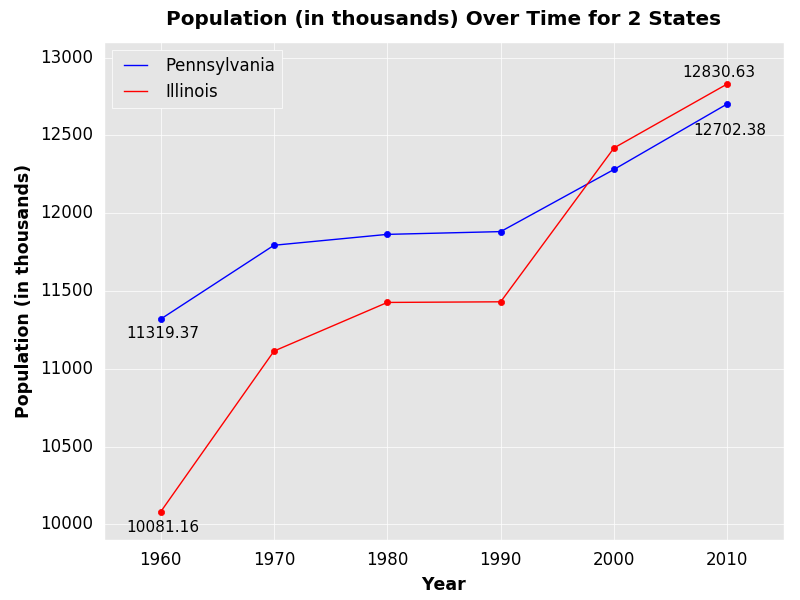 Population (in thousands) Over Time for 2 States
Population (in thousands)
13000
12500
12000
11500
11000
10500
10000
Pennsylvania
Illinois
12830.63
12702.38
11319.37
10081.16
1960 1970 1980 1990 2000 2010
Year